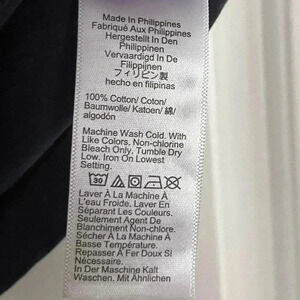 Made In Philippines
Fabriqué Aux Philippines
Hergestellt In Den
Philippinen
Vervaardigd In De
Filippijnen
フィリピン製
hecho en filipinas
100% Cotton/ Coton/
Baumwolle/ Katoen/ 綿/
algodón
Machine Wash Cold. With
Like Colors. Non-chlorine
Bleach Only. Tumble Dry
Low. Iron On Lowest
Setting.
30
Laver À La Machine À
L'eau Froide. Laver En
Séparant Les Couleurs.
Seulement Agent De
Blanchiment Non-chlore.
Sécher À La Machine À
Basse Température.
Repasser À Fer Doux Si
Nécessaire.
In Der Maschine Kalt
Waschen. Mit Ähnlichen